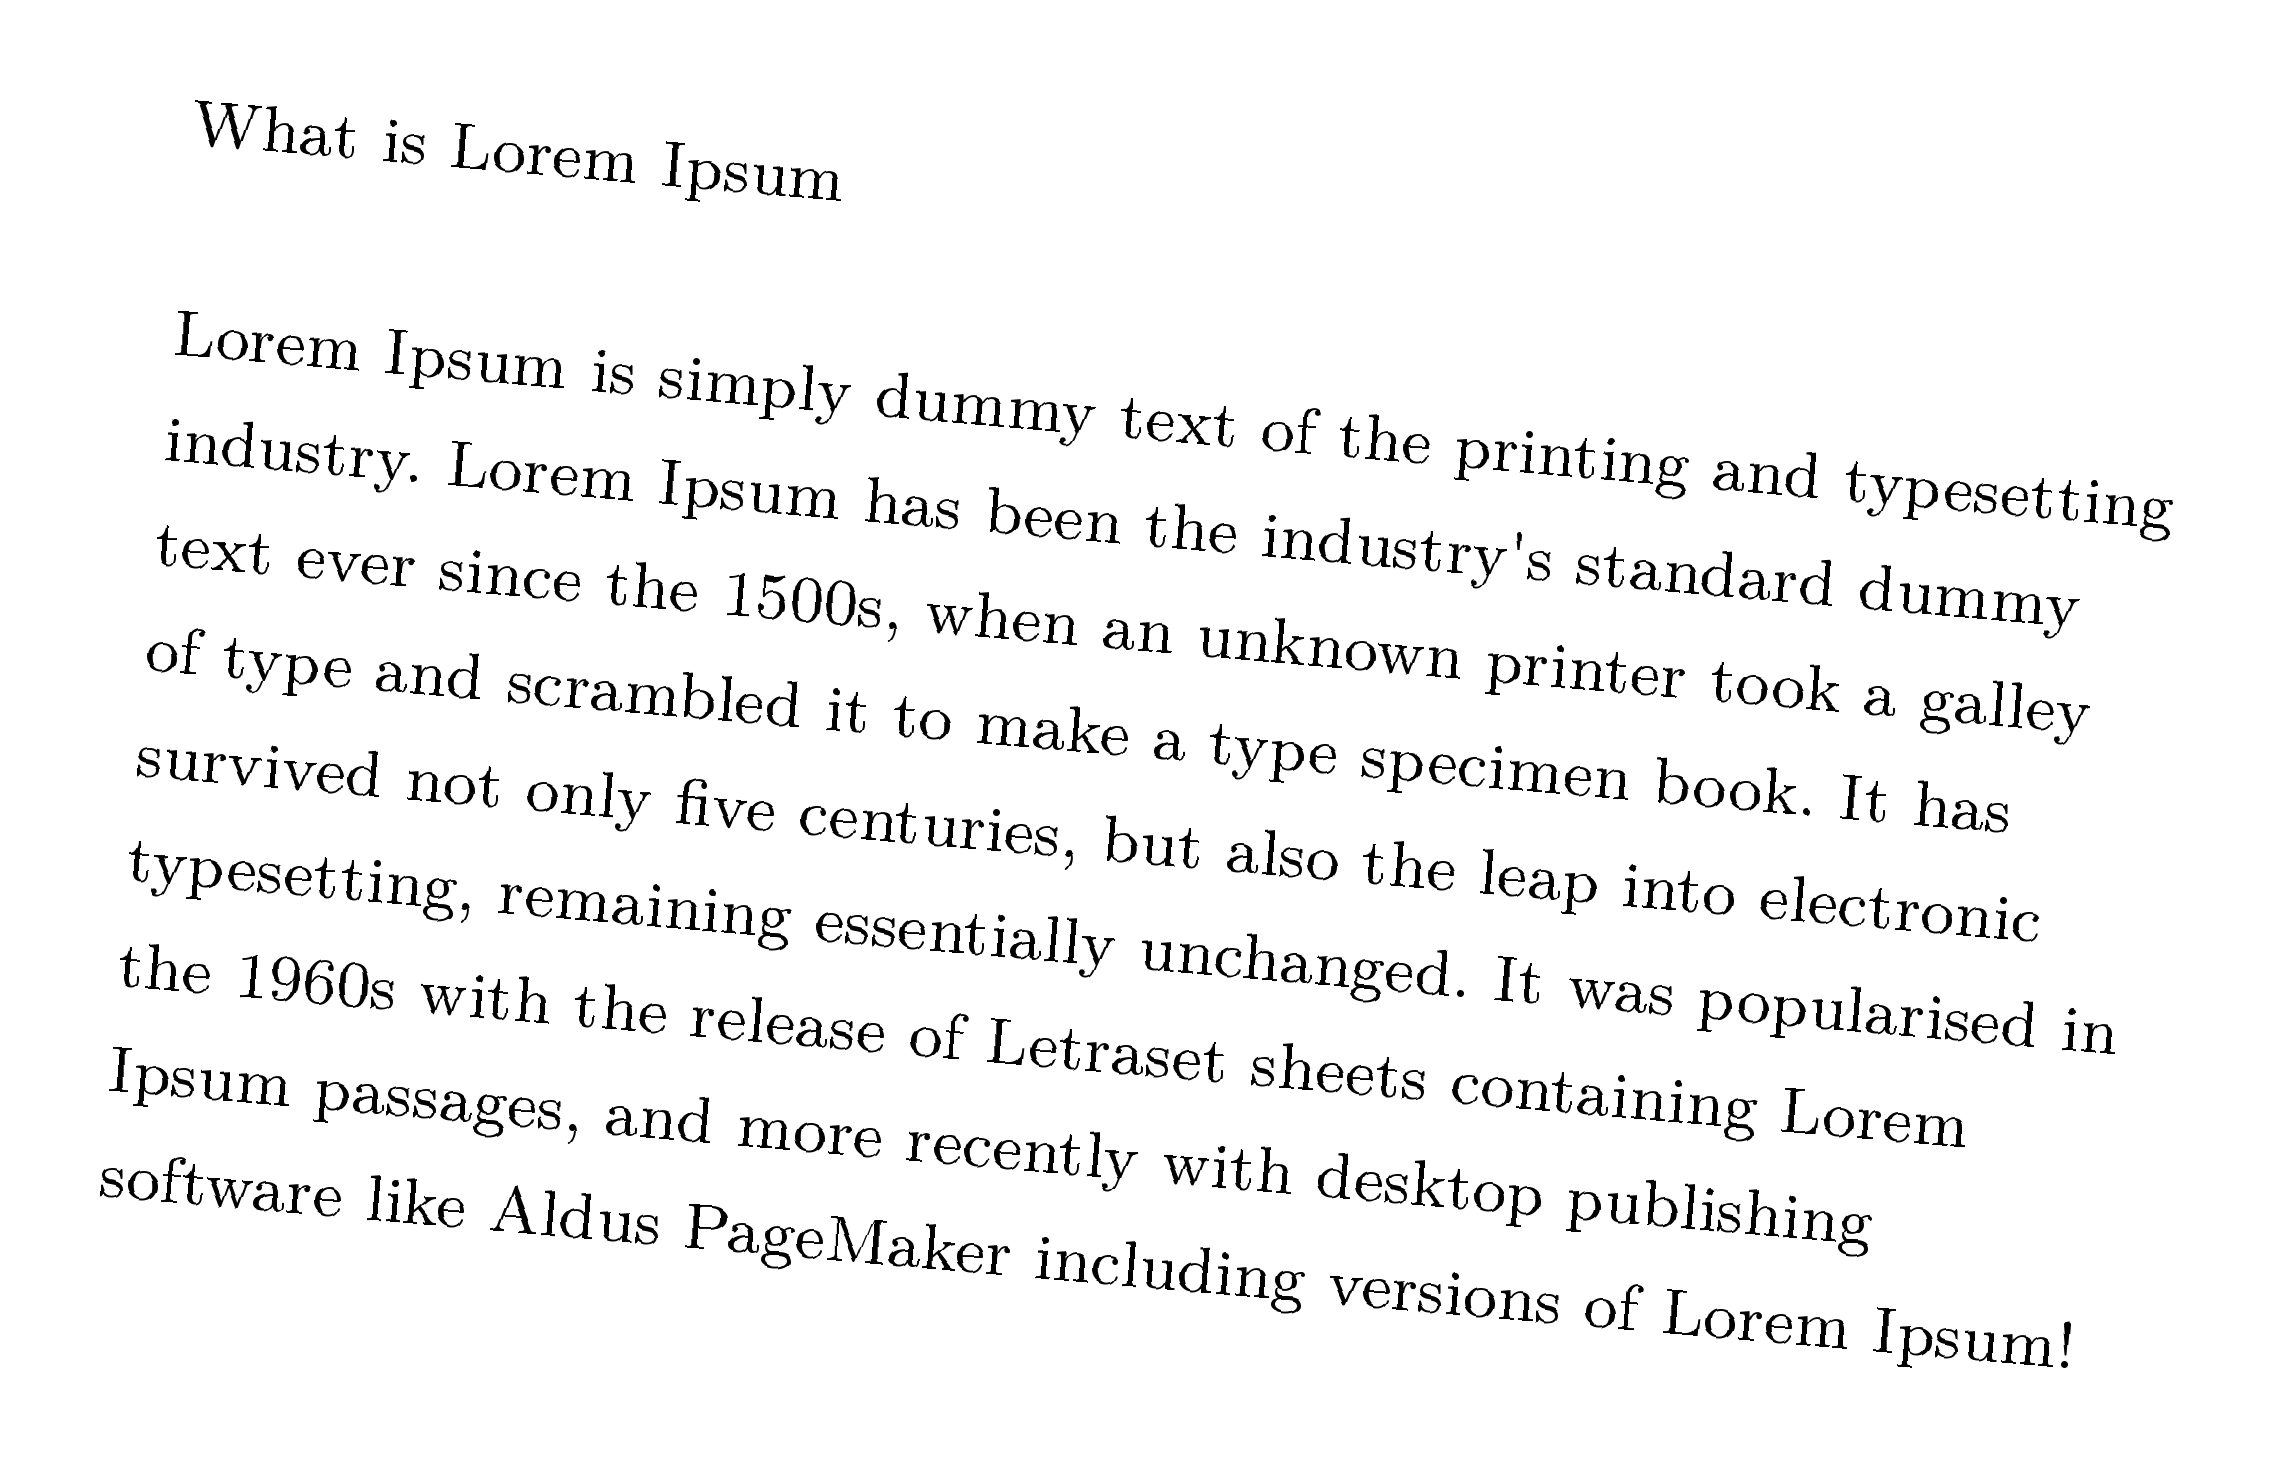 What is Lorem Ipsum
Lorem Ipsum is simply dummy text of the printing and typesetting
industry. Lorem Ipsum has been the industry's standard dummy
text ever since the 1500s, when an unknown printer took a galley
of type and scrambled it to make a type specimen book. It has
survived not only five centuries, but also the leap into electronic
typesetting, remaining essentially unchanged. It was popularised in
the 1960s with the release of Letraset sheets containing Lorem
Ipsum passages, and more recently with desktop publishing
software like Aldus PageMaker including versions of Lorem Ipsum!